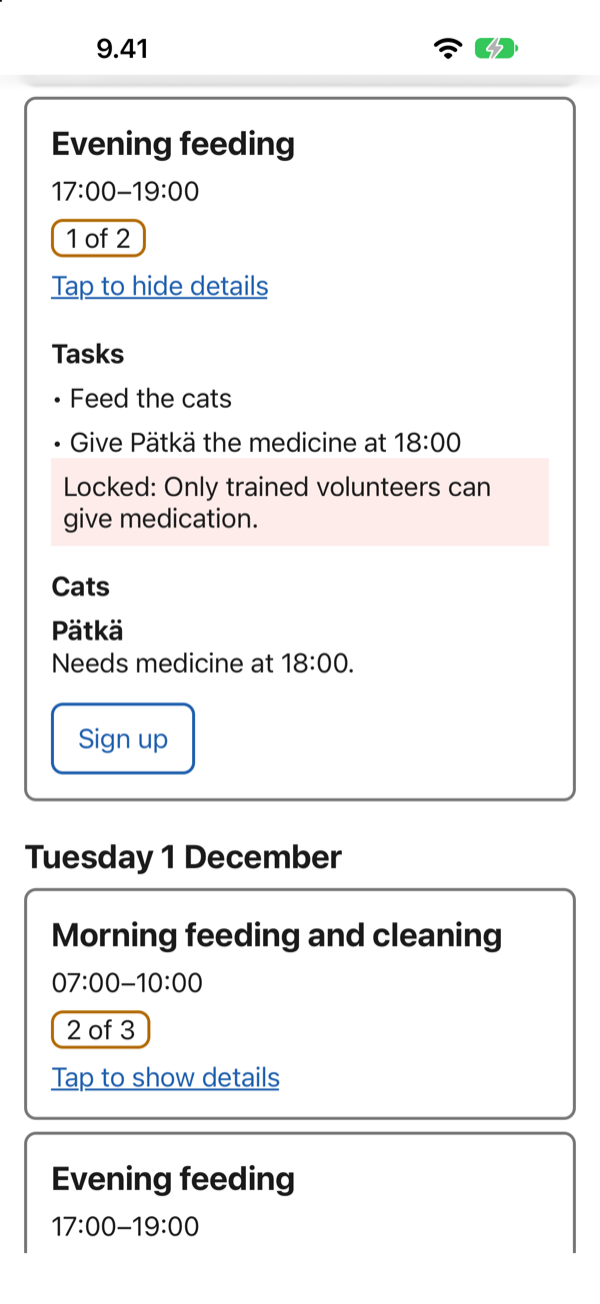 9.41
Evening feeding
17:00–19:00
1 of 2
Tap to hide details
Tasks
• Feed the cats
• Give Pätkä the medicine at 18:00
Locked: Only trained volunteers can
give medication.
Cats
Pätkä
Needs medicine at 18:00.
Sign up
Tuesday 1 December
Morning feeding and cleaning
07:00–10:00
2 of 3
Tap to show details
Evening feeding
17:00–19:00